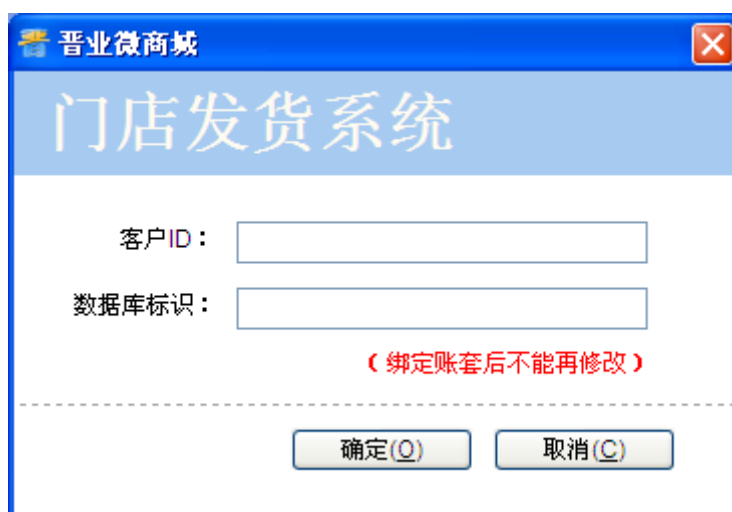 晋 晋业微商城
门店发货系统
客户ID：
数据库标识：
（绑定账套后不能再修改）
确定(O) 取消(C)